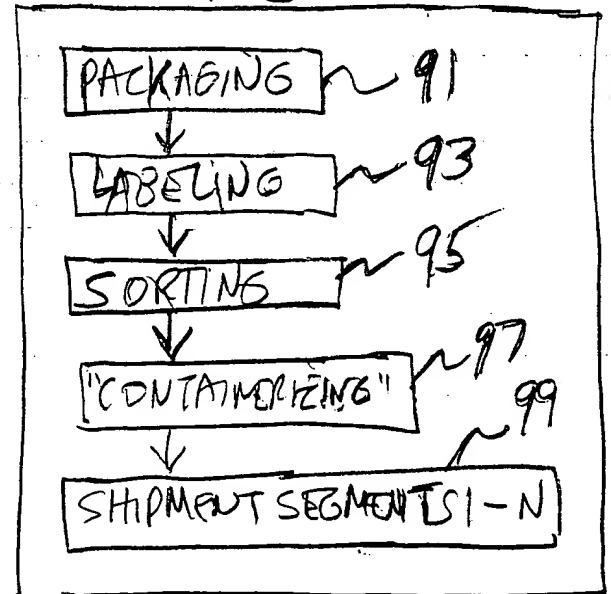 PACKAGING 91
LABELING 93
SORTING 95
"CONTAINERIZING" 97
99
SHIPMENT SEGMENTS 1-N